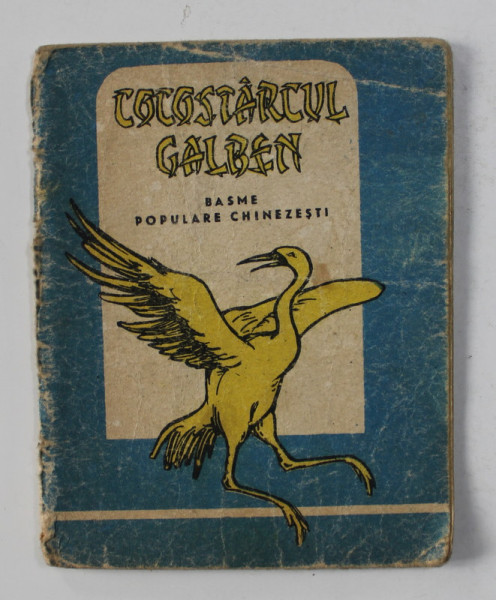 COCOSTÂRCUL
GALBEN
BASME
POPULARE CHINEZEȘTI